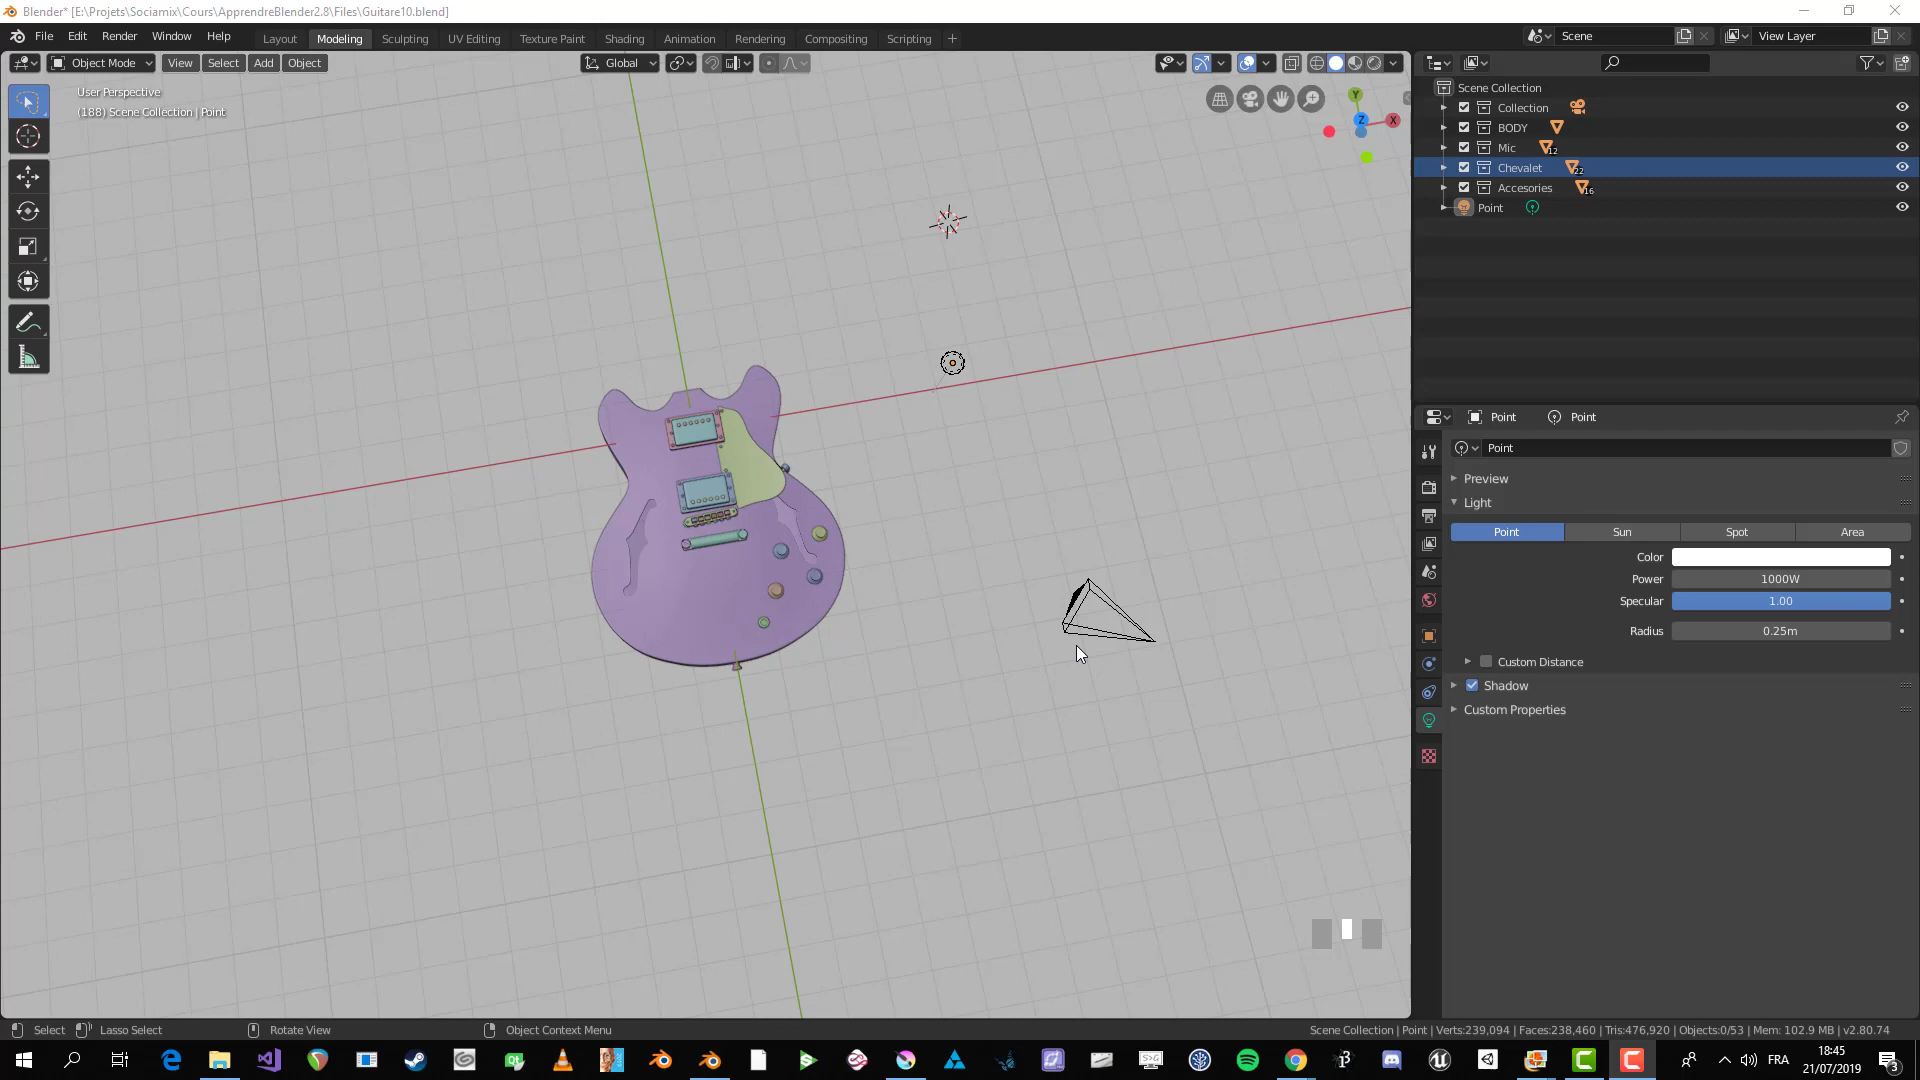 Blender* [E:\Projets\Sociamix\Cours\ApprendreBlender2.8\Files\Guitare10.blend]
File Edit Render Window Help
Layout Modeling Sculpting UV Editing Texture Paint Shading Animation Rendering Compositing Scripting +
Scene
View Layer
Object Mode View Select Add Object
Global
User Perspective
(188) Scene Collection | Point
Y
Z
X
Scene Collection
Collection
BODY
Mic 12
Chevalet 22
Accesories 16
Point
Point Point
Point
Preview
Light
Point Sun Spot Area
Color
Power 1000W
Specular 1.00
Radius 0.25m
Custom Distance
Shadow
Custom Properties
Select Lasso Select Rotate View Object Context Menu
Scene Collection | Point | Verts:239,094 | Faces:238,460 | Tris:476,920 | Objects:0/53 | Mem: 102.9 MB | v2.80.74
FRA
18:45
21/07/2019
3